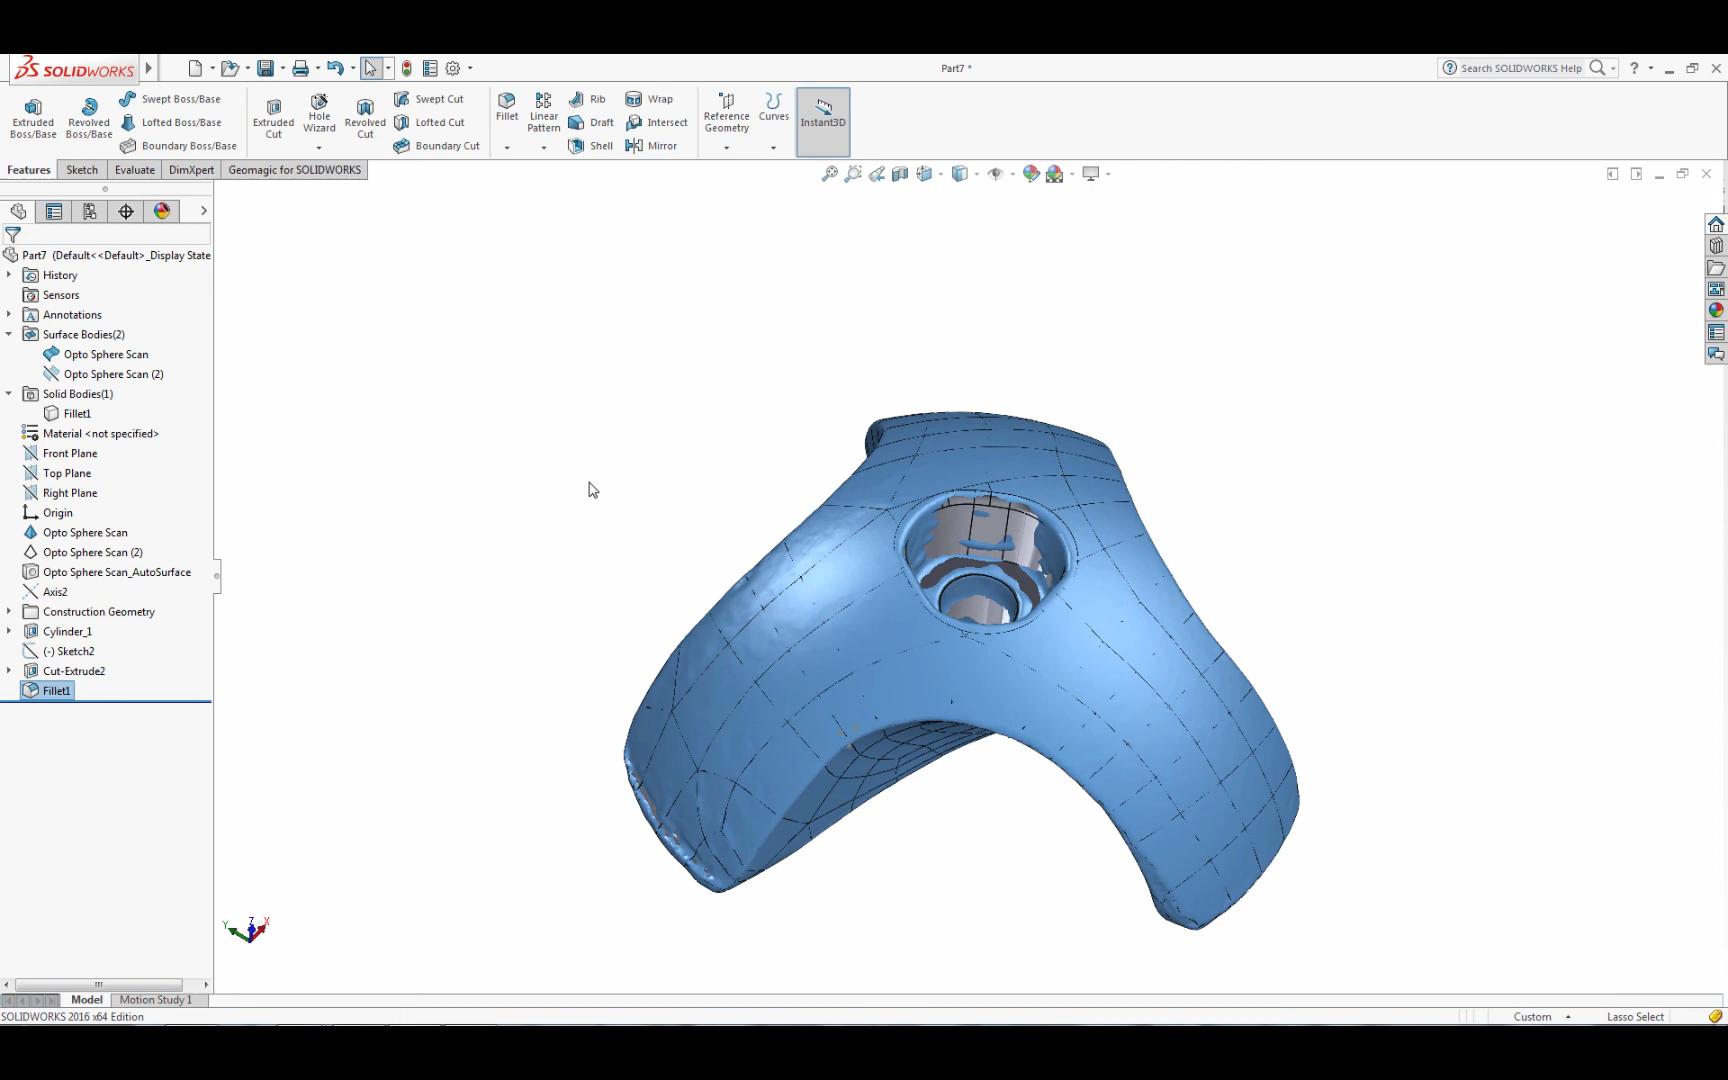 SOLIDWORKS
Part7 *
Search SOLIDWORKS Help
Extruded Boss/Base
Revolved Boss/Base
Swept Boss/Base
Lofted Boss/Base
Boundary Boss/Base
Extruded Cut
Hole Wizard
Revolved Cut
Swept Cut
Lofted Cut
Boundary Cut
Fillet
Linear Pattern
Rib
Draft
Shell
Wrap
Intersect
Mirror
Reference Geometry
Curves
Instant3D
Features
Sketch
Evaluate
DimXpert
Geomagic for SOLIDWORKS
Part7 (Default<<Default>_Display State
History
Sensors
Annotations
Surface Bodies(2)
Opto Sphere Scan
Opto Sphere Scan (2)
Solid Bodies(1)
Fillet1
Material <not specified>
Front Plane
Top Plane
Right Plane
Origin
Opto Sphere Scan
Opto Sphere Scan (2)
Opto Sphere Scan_AutoSurface
Axis2
Construction Geometry
Cylinder_1
(-) Sketch2
Cut-Extrude2
Fillet1
Y Z X
Model
Motion Study 1
SOLIDWORKS 2016 x64 Edition
Custom
Lasso Select